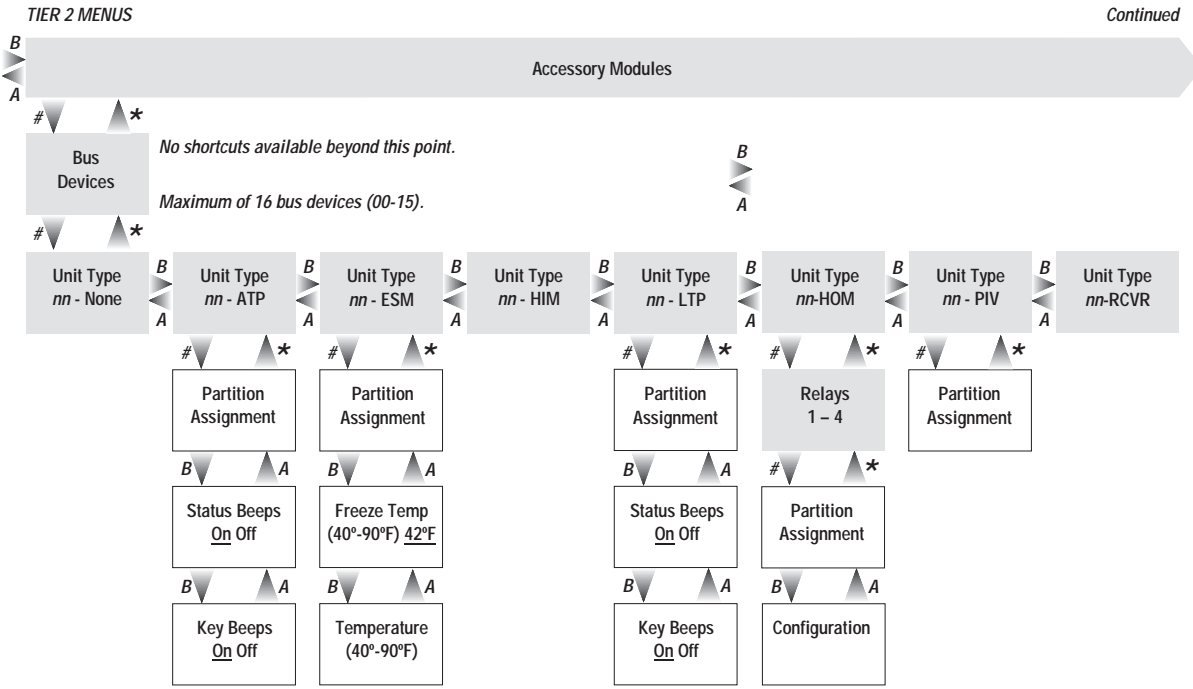 TIER 2 MENUS
Continued
B
A
Accessory Modules
# *
Bus
Devices
No shortcuts available beyond this point.
Maximum of 16 bus devices (00-15).
B
A
# *
Unit Type
nn - None
B
A
Unit Type
nn - ATP
B
A
Unit Type
nn - ESM
B
A
Unit Type
nn - HIM
B
A
Unit Type
nn - LTP
B
A
Unit Type
nn-HOM
B
A
Unit Type
nn - PIV
B
A
Unit Type
nn-RCVR
# *
Partition
Assignment
B A
Status Beeps
On Off
B A
Key Beeps
On Off
# *
Partition
Assignment
B A
Freeze Temp
(40º-90ºF) 42ºF
B A
Temperature
(40º-90ºF)
# *
Partition
Assignment
B A
Status Beeps
On Off
B A
Key Beeps
On Off
# *
Relays
1 – 4
# *
Partition
Assignment
B A
Configuration
# *
Partition
Assignment